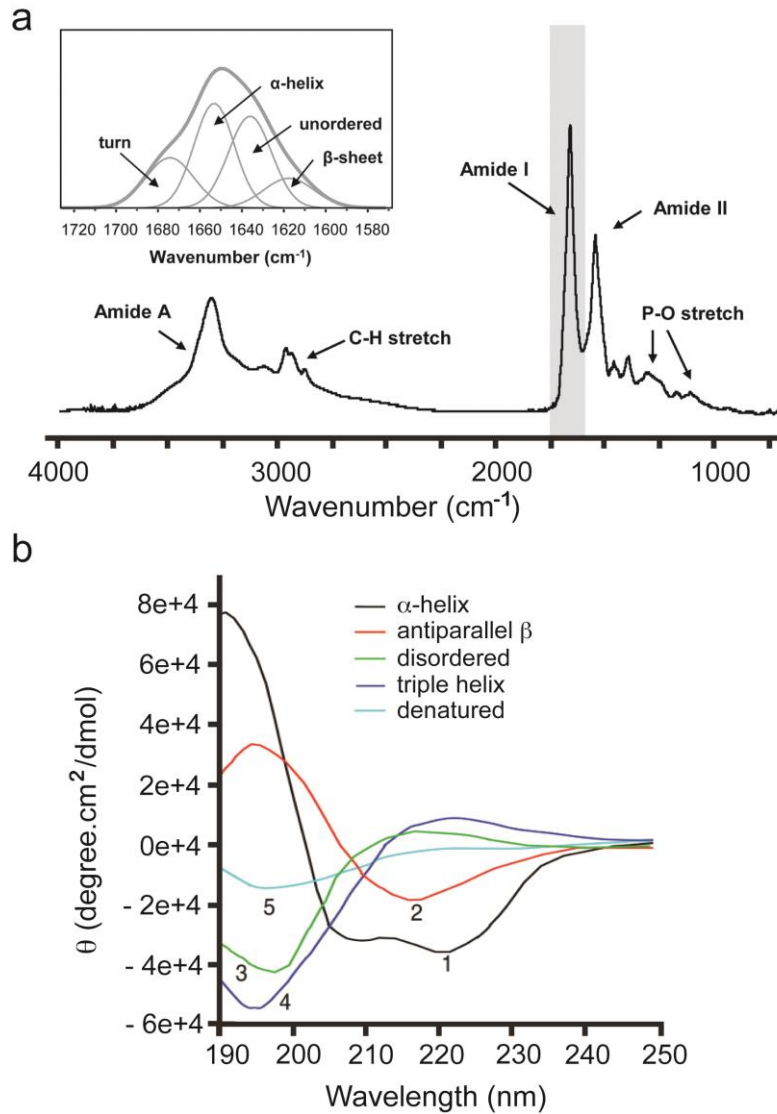 a
α-helix
unordered
turn
β-sheet
1720 1700 1680 1660 1640 1620 1600 1580
Wavenumber (cm-1)
Amide I
Amide II
Amide A
C-H stretch
P-O stretch
4000 3000 2000 1000
Wavenumber (cm-1)
b
8e+4
6e+4
4e+4
2e+4
0e+4
- 2e+4
- 4e+4
- 6e+4
θ (degree.cm²/dmol)
α-helix
antiparallel β
disordered
triple helix
denatured
5
2
3
4
1
190 200 210 220 230 240 250
Wavelength (nm)